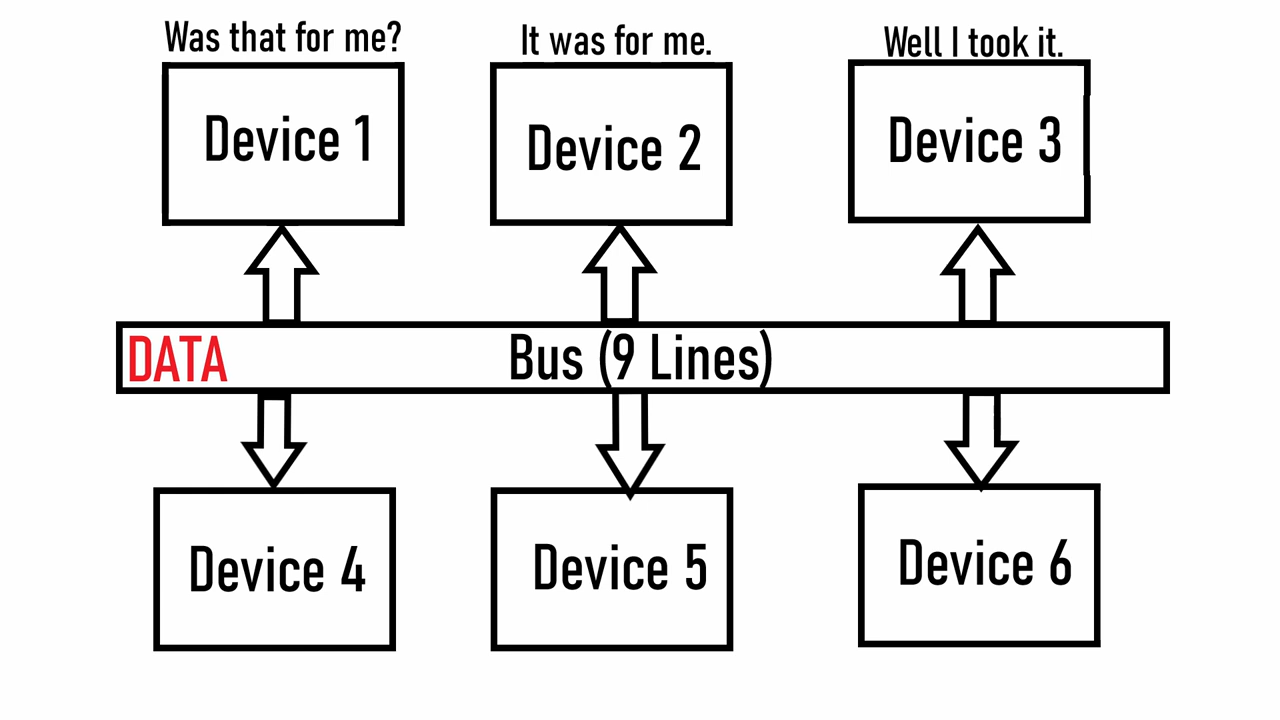 Was that for me?
It was for me.
Well I took it.
Device 1
Device 2
Device 3
DATA
Bus (9 Lines)
Device 4
Device 5
Device 6